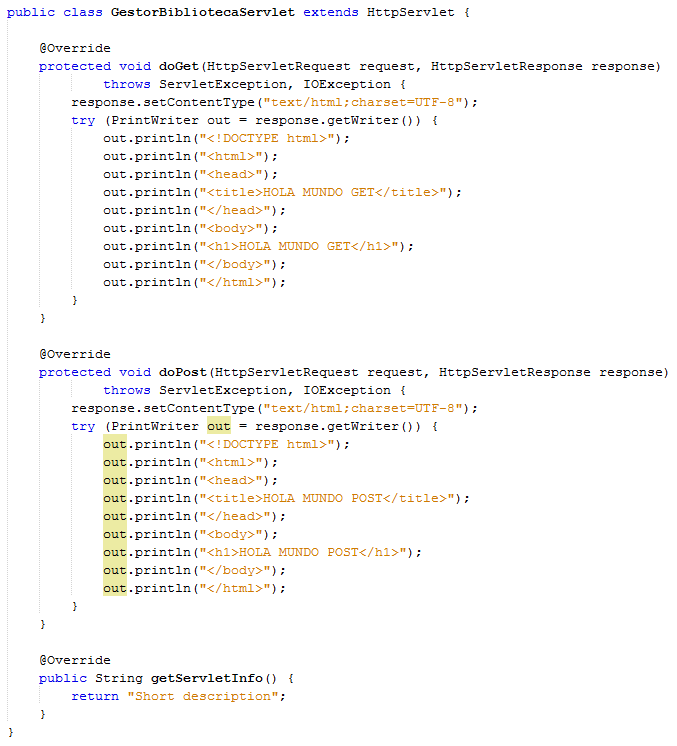 public class GestorBibliotecaServlet extends HttpServlet {
@Override
protected void doGet(HttpServletRequest request, HttpServletResponse response)
throws ServletException, IOException {
response.setContentType("text/html;charset=UTF-8");
try (PrintWriter out = response.getWriter()) {
out.println("<!DOCTYPE html>");
out.println("<html>");
out.println("<head>");
out.println("<title>HOLA MUNDO GET</title>");
out.println("</head>");
out.println("<body>");
out.println("<h1>HOLA MUNDO GET</h1>");
out.println("</body>");
out.println("</html>");
}
}
@Override
protected void doPost(HttpServletRequest request, HttpServletResponse response)
throws ServletException, IOException {
response.setContentType("text/html;charset=UTF-8");
try (PrintWriter out = response.getWriter()) {
out.println("<!DOCTYPE html>");
out.println("<html>");
out.println("<head>");
out.println("<title>HOLA MUNDO POST</title>");
out.println("</head>");
out.println("<body>");
out.println("<h1>HOLA MUNDO POST</h1>");
out.println("</body>");
out.println("</html>");
}
}
@Override
public String getServletInfo() {
return "Short description";
}
}